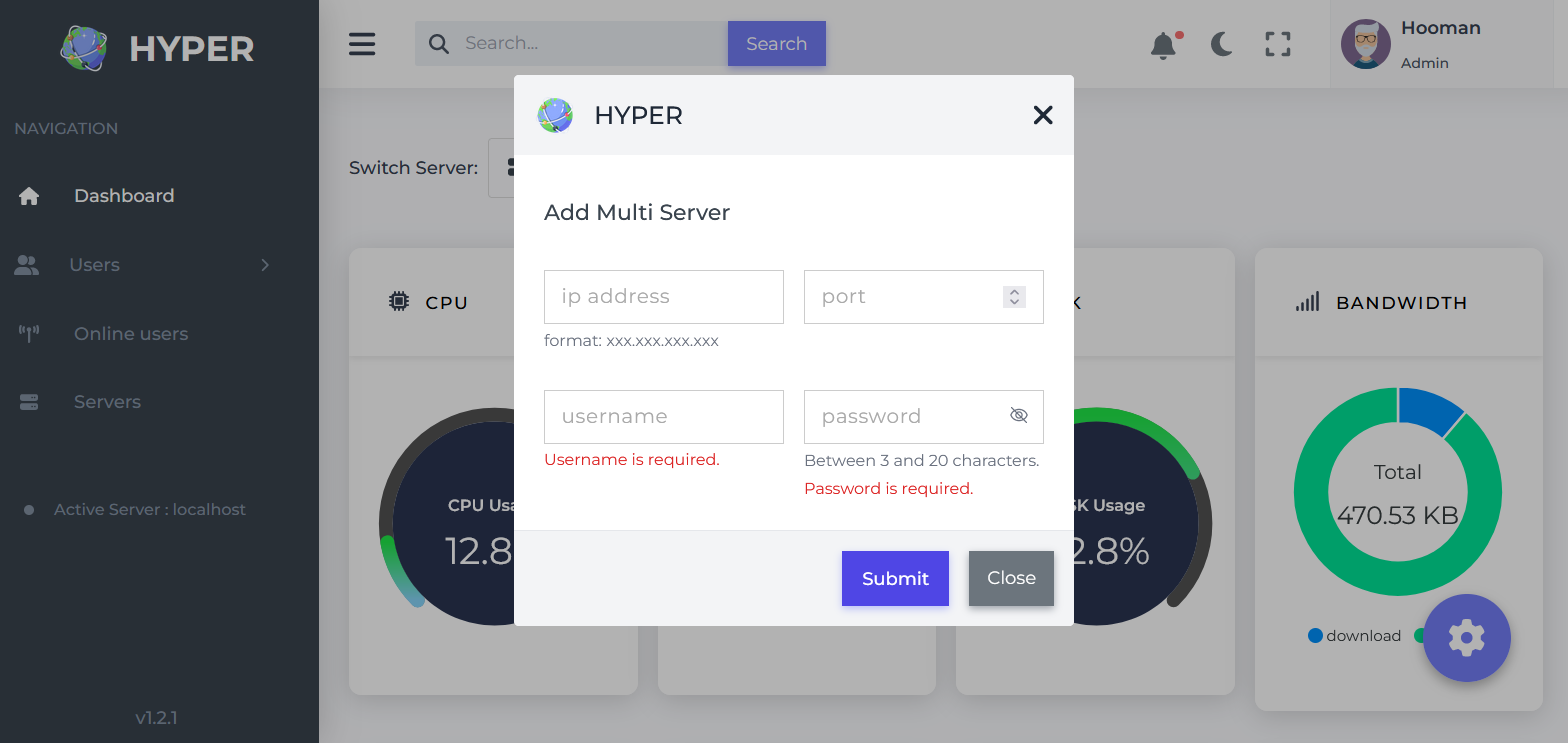 HYPER
NAVIGATION
Dashboard
Users
Online users
Servers
Active Server : localhost
v1.2.1
Search...
Search
Hooman
Admin
Switch Server:
HYPER
Add Multi Server
ip address
port
format: xxx.xxx.xxx.xxx
username
password
Username is required.
Between 3 and 20 characters.
Password is required.
Submit
Close
CPU
CPU
12.8
K
Usage
2.8%
BANDWIDTH
Total
470.53 KB
download